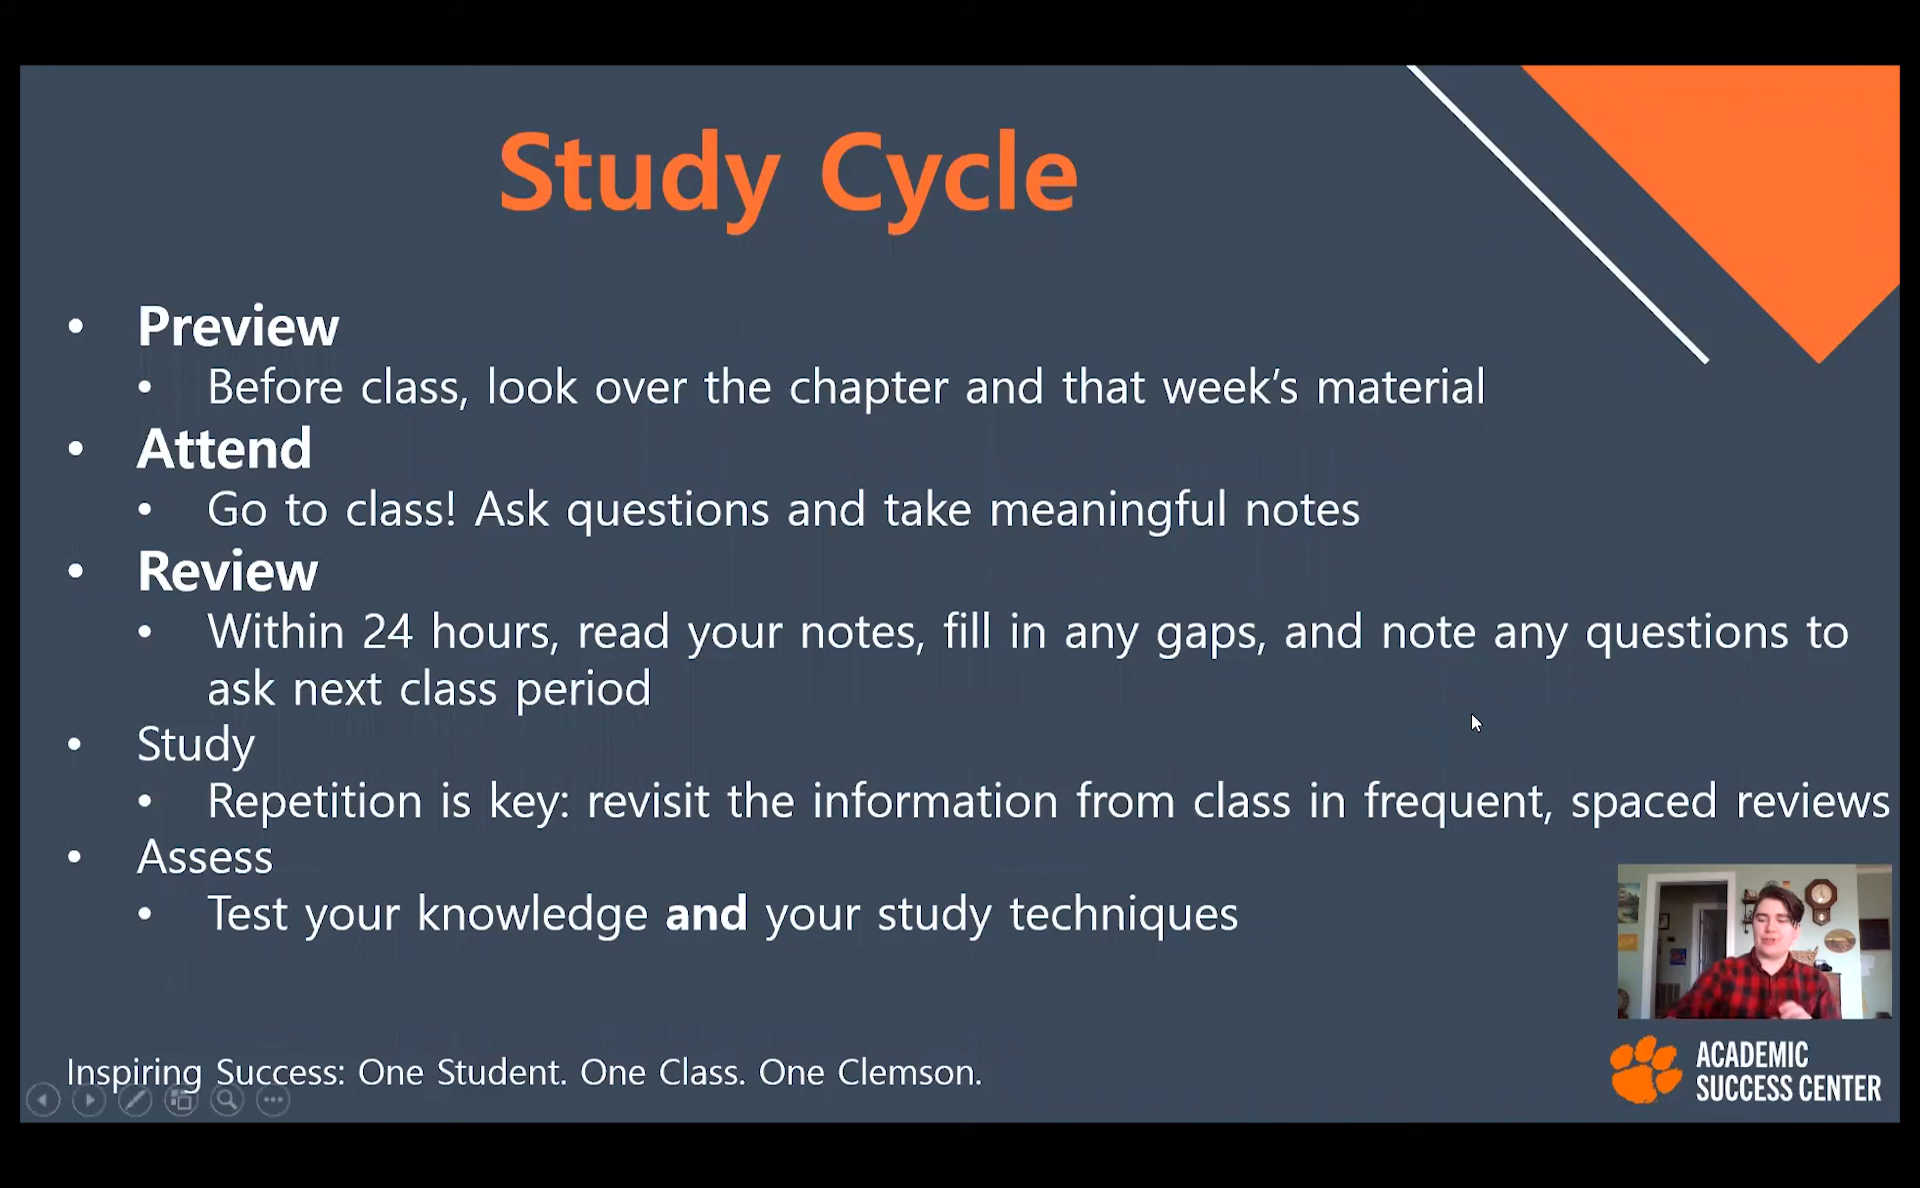 Study Cycle
• Preview
• Before class, look over the chapter and that week's material
• Attend
• Go to class! Ask questions and take meaningful notes
• Review
• Within 24 hours, read your notes, fill in any gaps, and note any questions to
ask next class period
• Study
• Repetition is key: revisit the information from class in frequent, spaced reviews
• Assess
• Test your knowledge and your study techniques
Inspiring Success: One Student. One Class. One Clemson.
ACADEMIC
SUCCESS CENTER